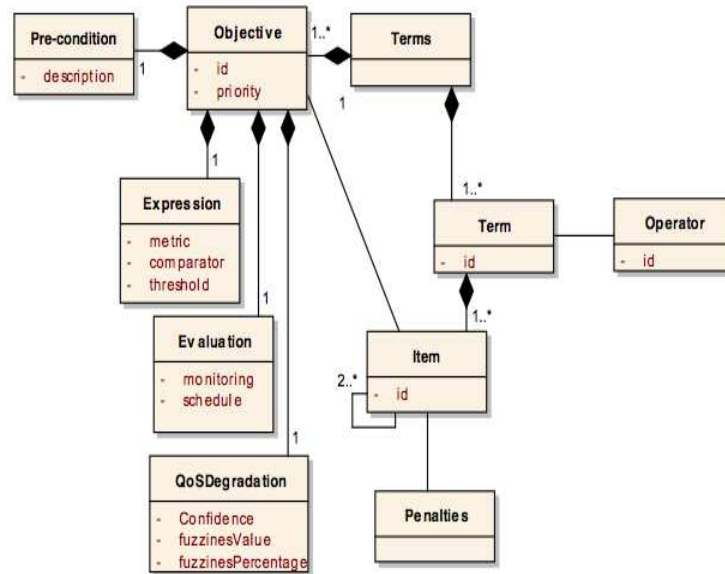 Pre-condition
- description
1
Objective
- id
- priority
1..*
1
Terms
1
Expression
- metric
- comparator
- threshold
1..*
Term
- id
Operator
- id
1
Evaluation
- monitoring
- schedule
1..*
Item
- id
2..*
1
QoSDegradation
- Confidence
- fuzzinesValue
- fuzzinesPercentage
Penalties